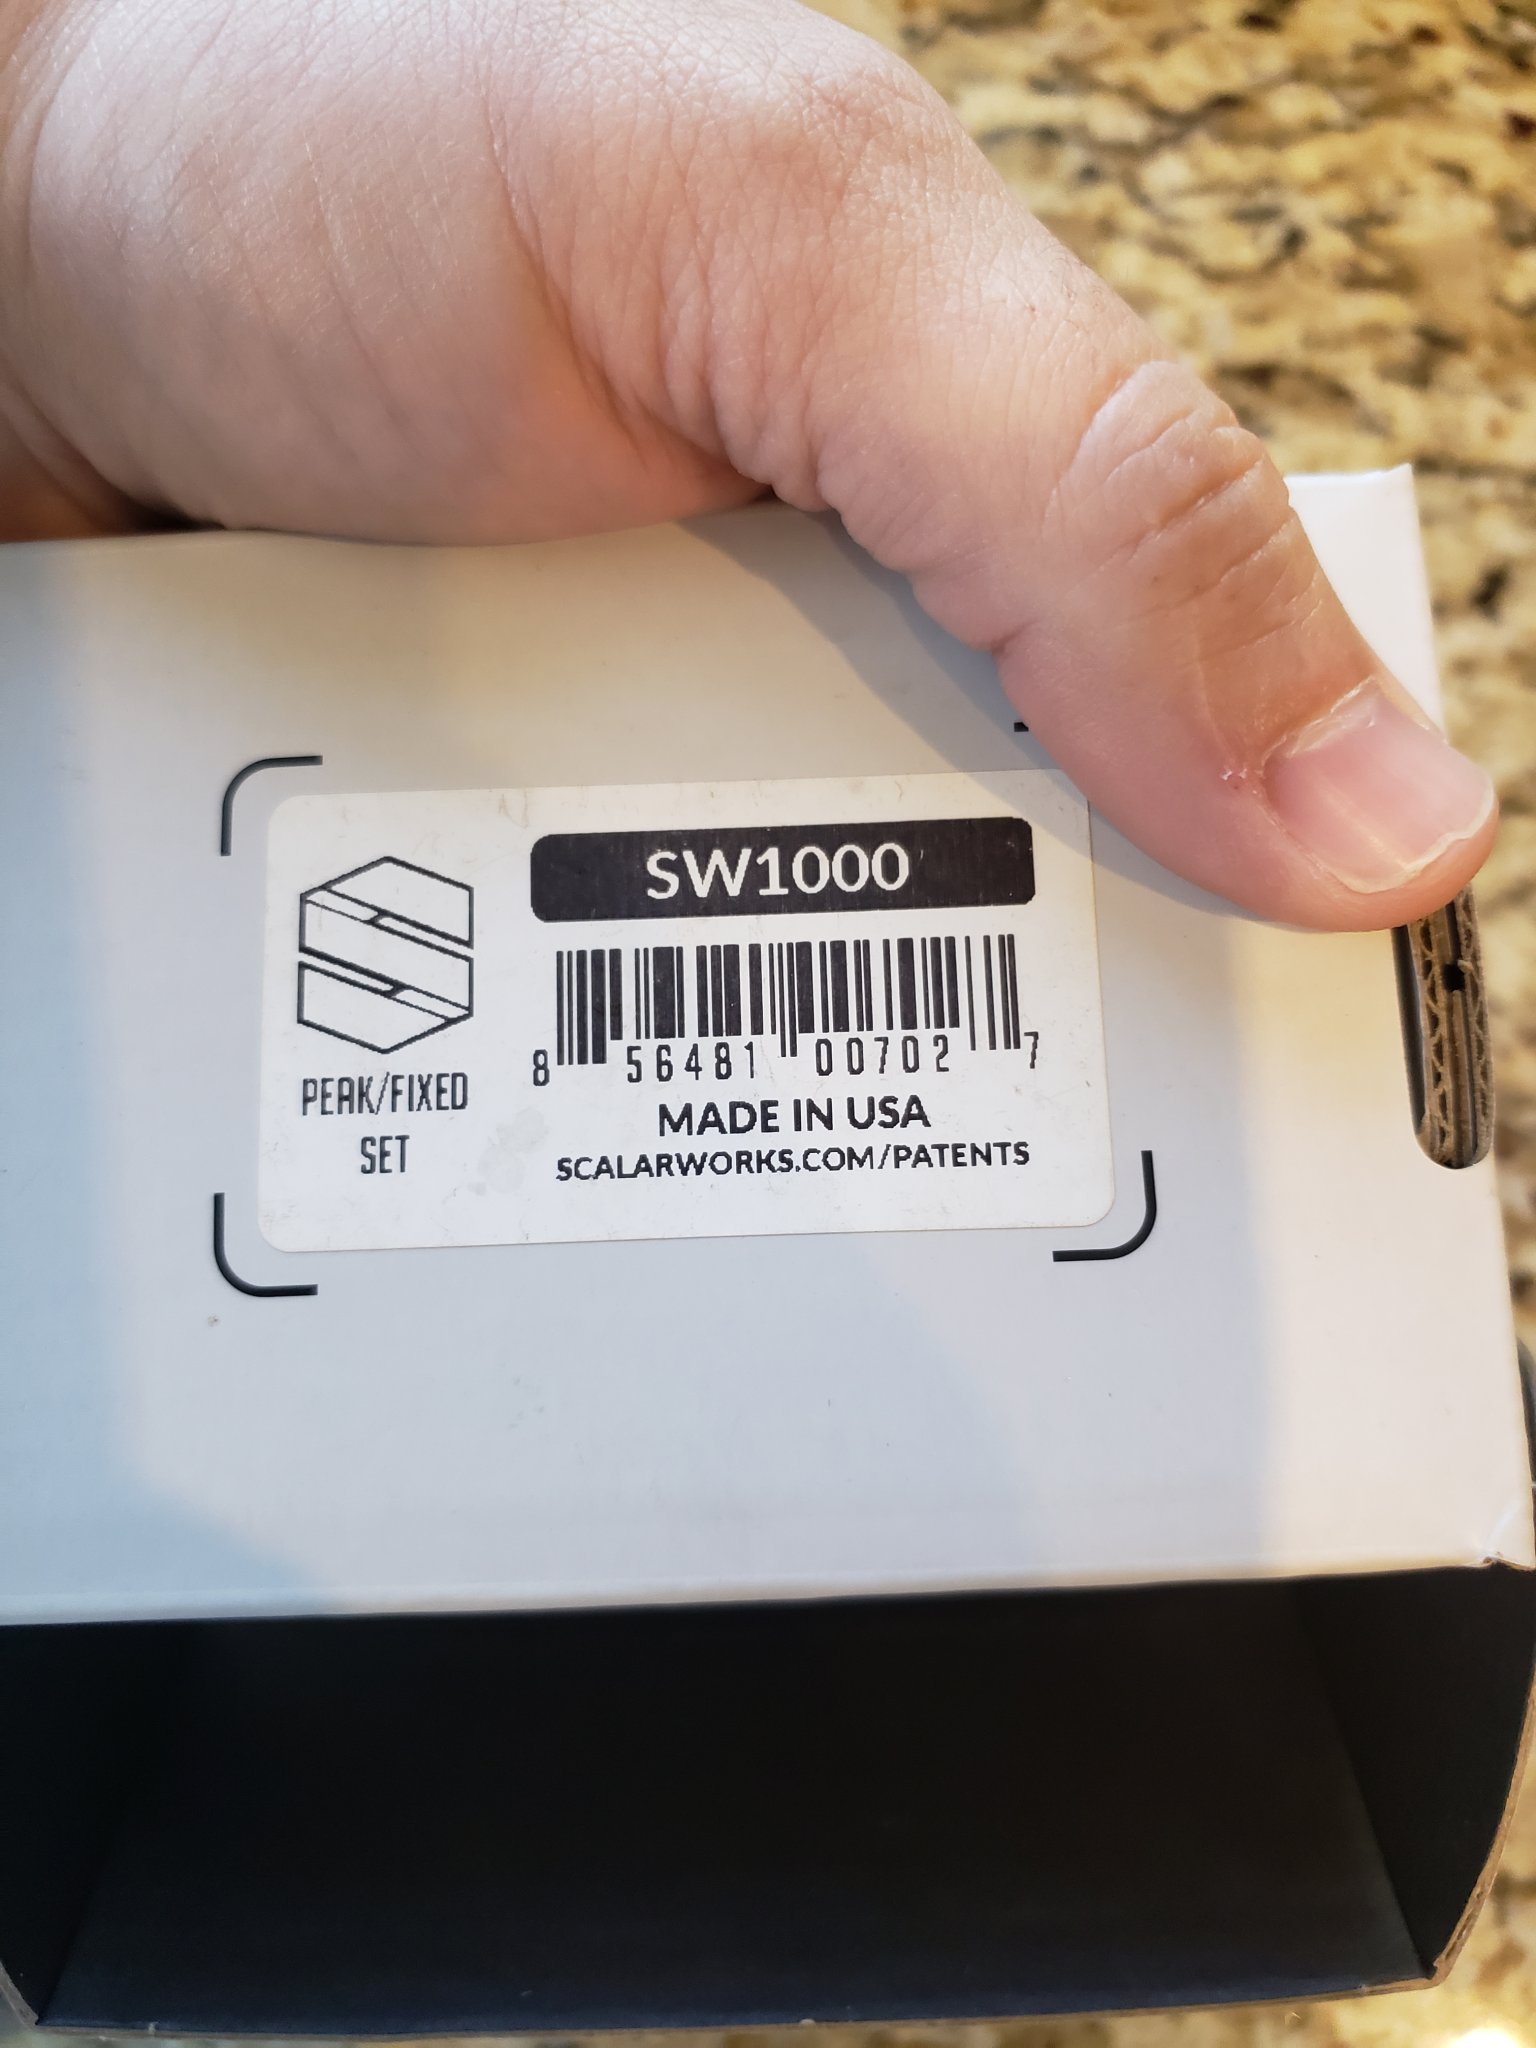 SW1000
PEAK/FIXED
SET
8 56481 00702 7
MADE IN USA
SCALARWORKS.COM/PATENTS